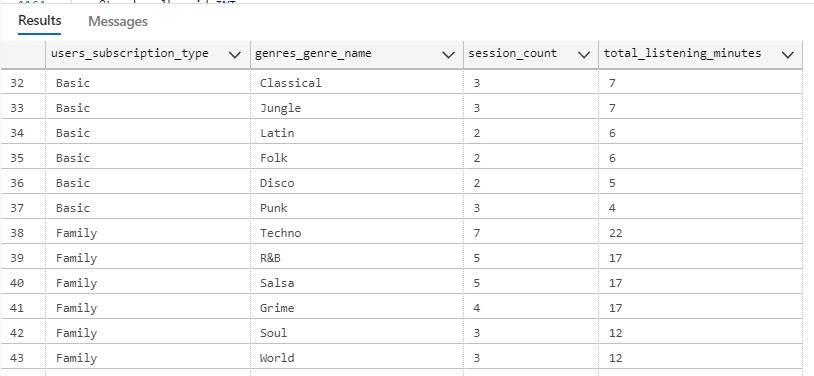 INT
Results Messages
users_subscription_type genres_genre_name session_count total_listening_minutes
32 Basic Classical 3 7
33 Basic Jungle 3 7
34 Basic Latin 2 6
35 Basic Folk 2 6
36 Basic Disco 2 5
37 Basic Punk 3 4
38 Family Techno 7 22
39 Family R&B 5 17
40 Family Salsa 5 17
41 Family Grime 4 17
42 Family Soul 3 12
43 Family World 3 12